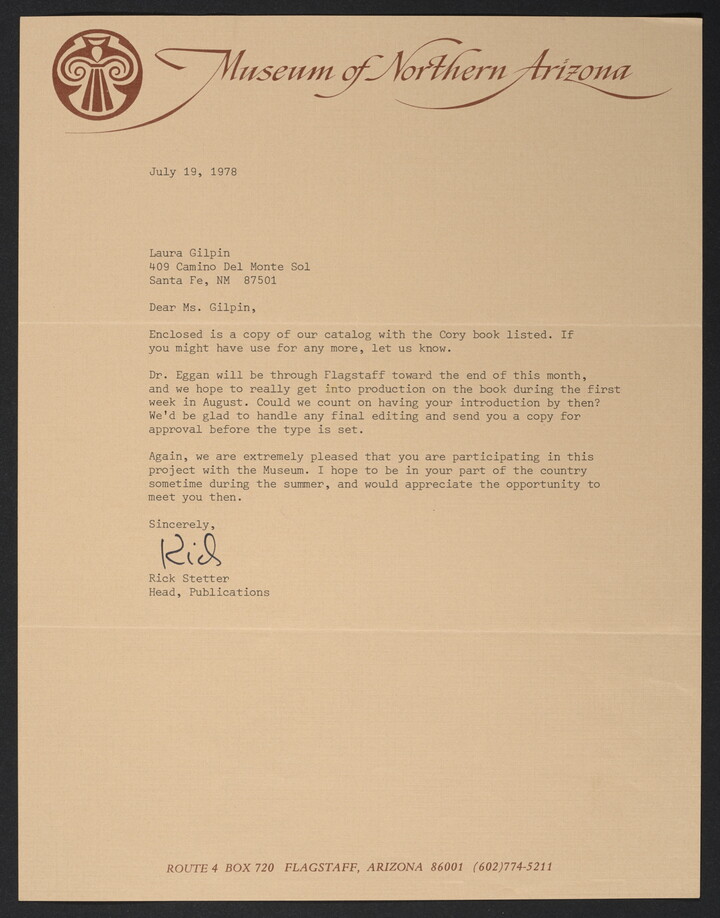 Museum of Northern Arizona
July 19, 1978
Laura Gilpin
409 Camino Del Monte Sol
Santa Fe, NM  87501
Dear Ms. Gilpin,
Enclosed is a copy of our catalog with the Cory book listed. If
you might have use for any more, let us know.
Dr. Eggan will be through Flagstaff toward the end of this month,
and we hope to really get into production on the book during the first
week in August. Could we count on having your introduction by then?
We'd be glad to handle any final editing and send you a copy for
approval before the type is set.
Again, we are extremely pleased that you are participating in this
project with the Museum. I hope to be in your part of the country
sometime during the summer, and would appreciate the opportunity to
meet you then.
Sincerely,
Rick
Rick Stetter
Head, Publications
ROUTE 4  BOX 720  FLAGSTAFF, ARIZONA  86001  (602)774-5211